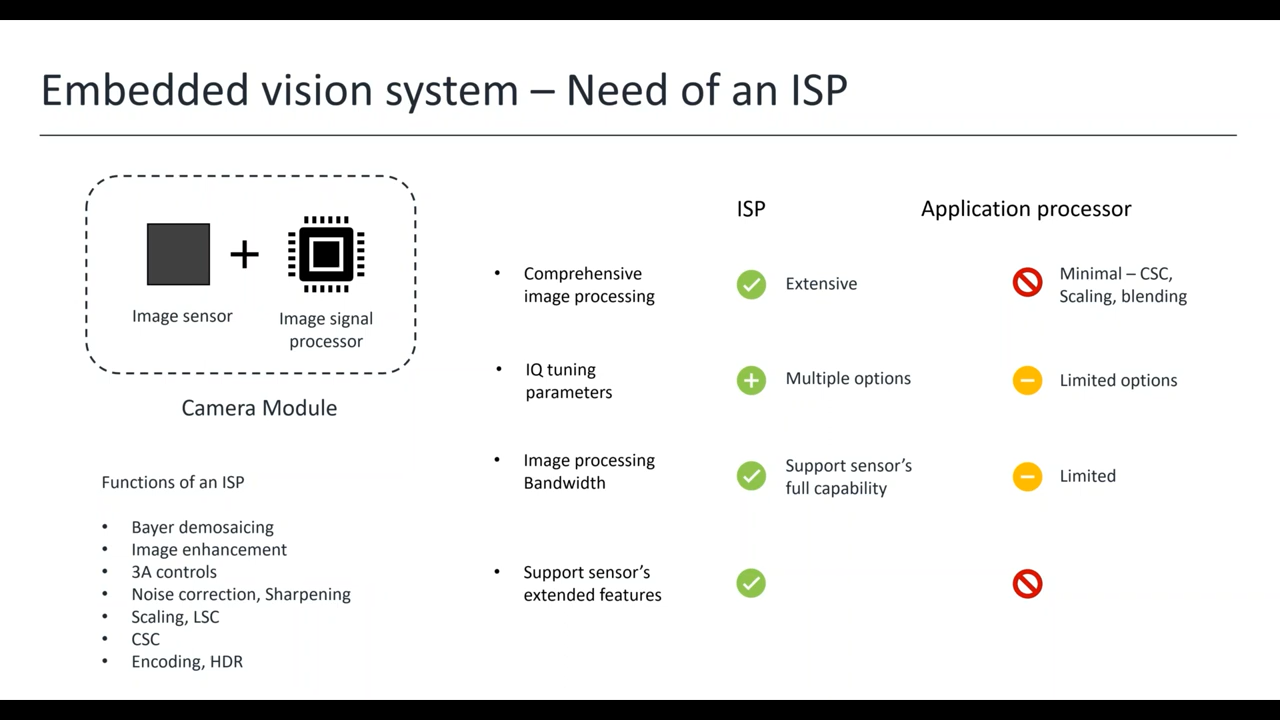 Embedded vision system – Need of an ISP
Image sensor
Image signal
processor
Camera Module
Functions of an ISP
• Bayer demosaicing
• Image enhancement
• 3A controls
• Noise correction, Sharpening
• Scaling, LSC
• CSC
• Encoding, HDR
ISP
Application processor
• Comprehensive
image processing
Extensive
Minimal – CSC,
Scaling, blending
• IQ tuning
parameters
Multiple options
Limited options
• Image processing
Bandwidth
Support sensor’s
full capability
Limited
• Support sensor’s
extended features